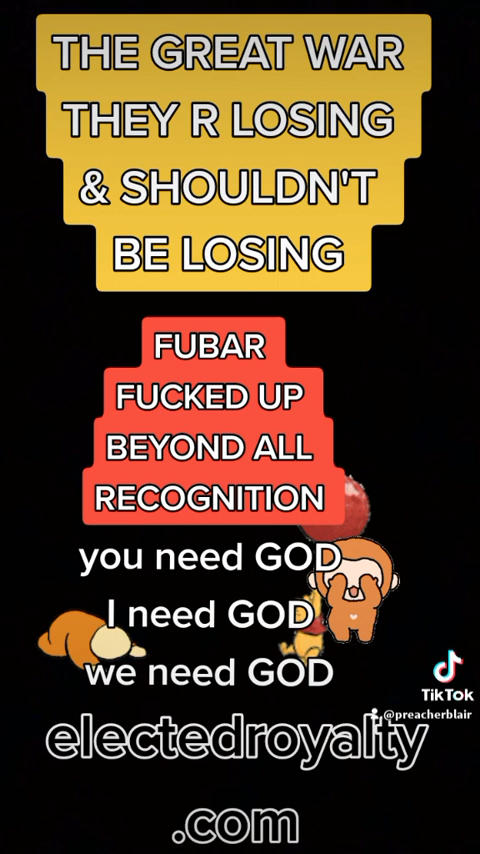 THE GREAT WAR
THEY R LOSING
& SHOULDN'T
BE LOSING
FUBAR
FUCKED UP
BEYOND ALL
RECOGNITION
you need GOD
I need GOD
we need GOD
TikTok
@preacherblair
electedroyalty
.com